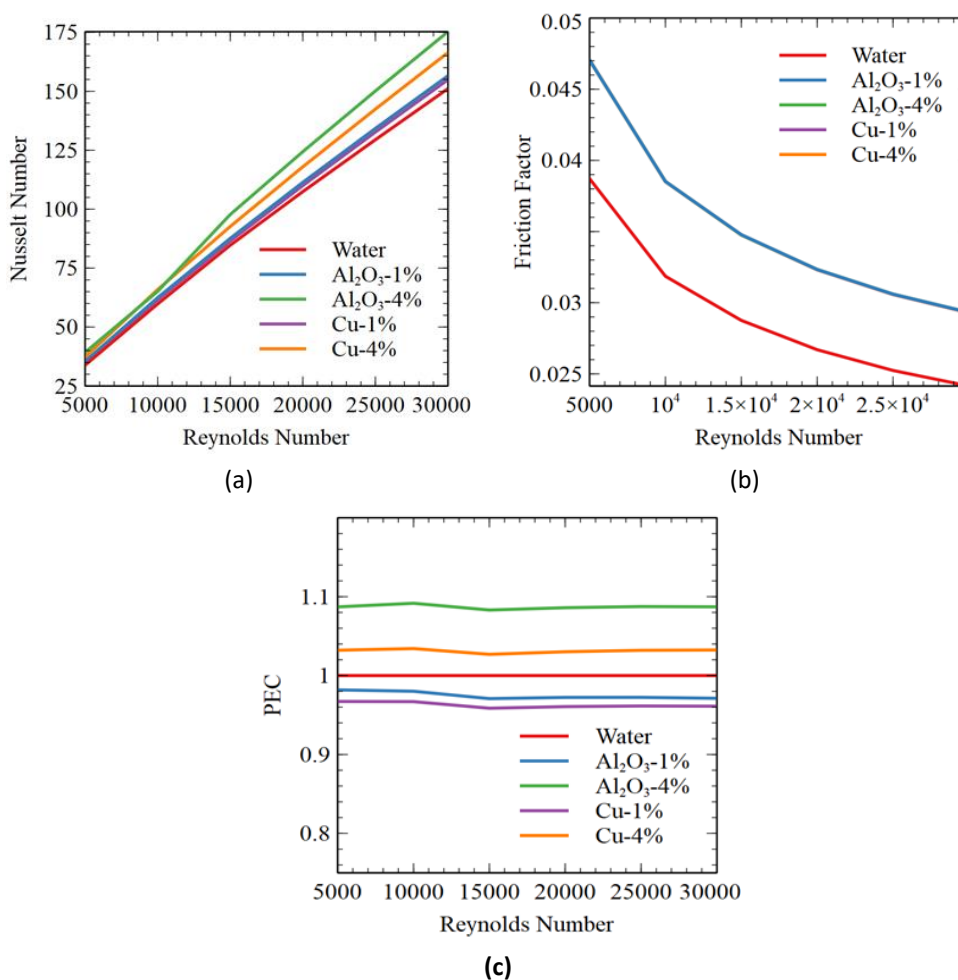 175
150
125
100
75
50
25
Nusselt Number
Water
Al₂O₃-1%
Al₂O₃-4%
Cu-1%
Cu-4%
5000 10000 15000 20000 25000 30000
Reynolds Number
(a)
0.05
0.045
0.04
0.03
0.025
Friction Factor
Water
Al₂O₃-1%
Al₂O₃-4%
Cu-1%
Cu-4%
5000 10⁴ 1.5×10⁴ 2×10⁴ 2.5×10⁴
Reynolds Number
(b)
1.1
1
0.9
0.8
PEC
Water
Al₂O₃-1%
Al₂O₃-4%
Cu-1%
Cu-4%
5000 10000 15000 20000 25000 30000
Reynolds Number
(c)